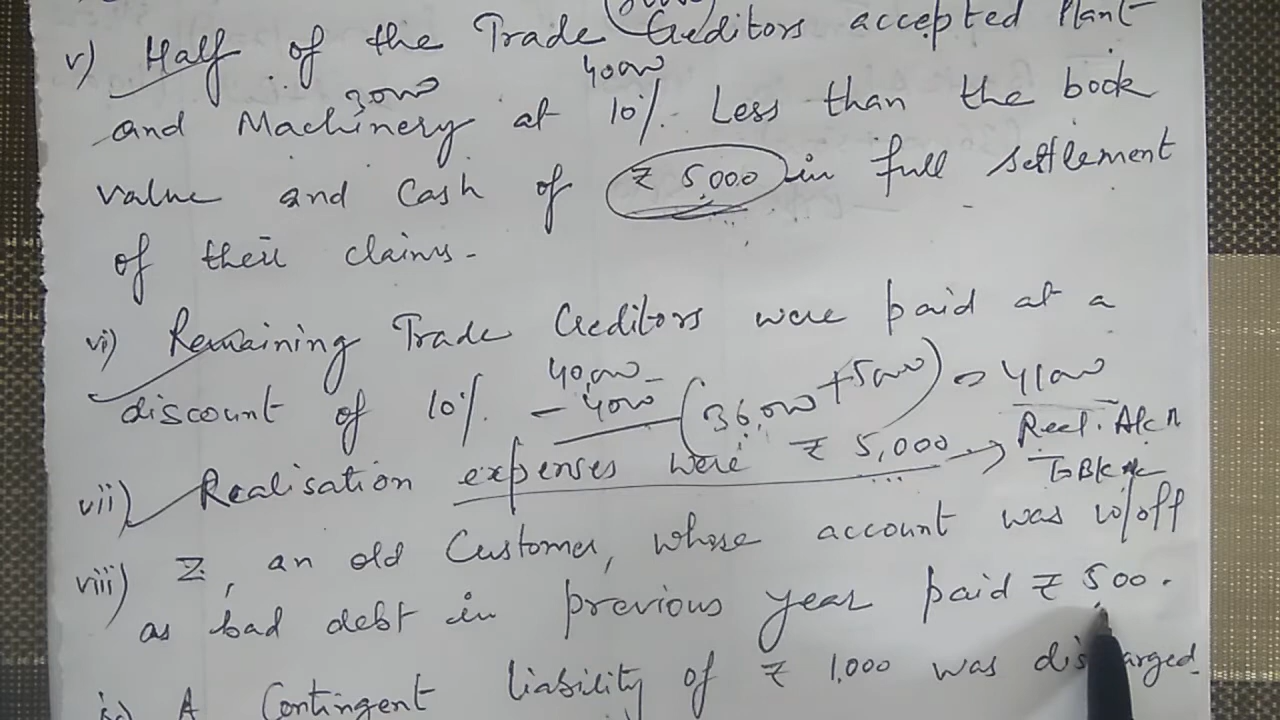 v) Half of the Trade Creditors accepted Plant
40000
30000
and Machinery at 10%. Less than the book
value and Cash of ₹ 5,000 in full settlement
of their claims.
vi) Remaining Trade Creditors were paid at a
40,000
discount of 10%. - 4000 (36,000 + 5000) = 41000
vii) Realisation expenses were ₹ 5,000 → Real. A/c Dr
To Bk a/c
viii) Z, an old Customer, whose account was w/off
as bad debt in previous year paid ₹ 500.
ix) A Contingent liability of ₹ 1,000 was discharged